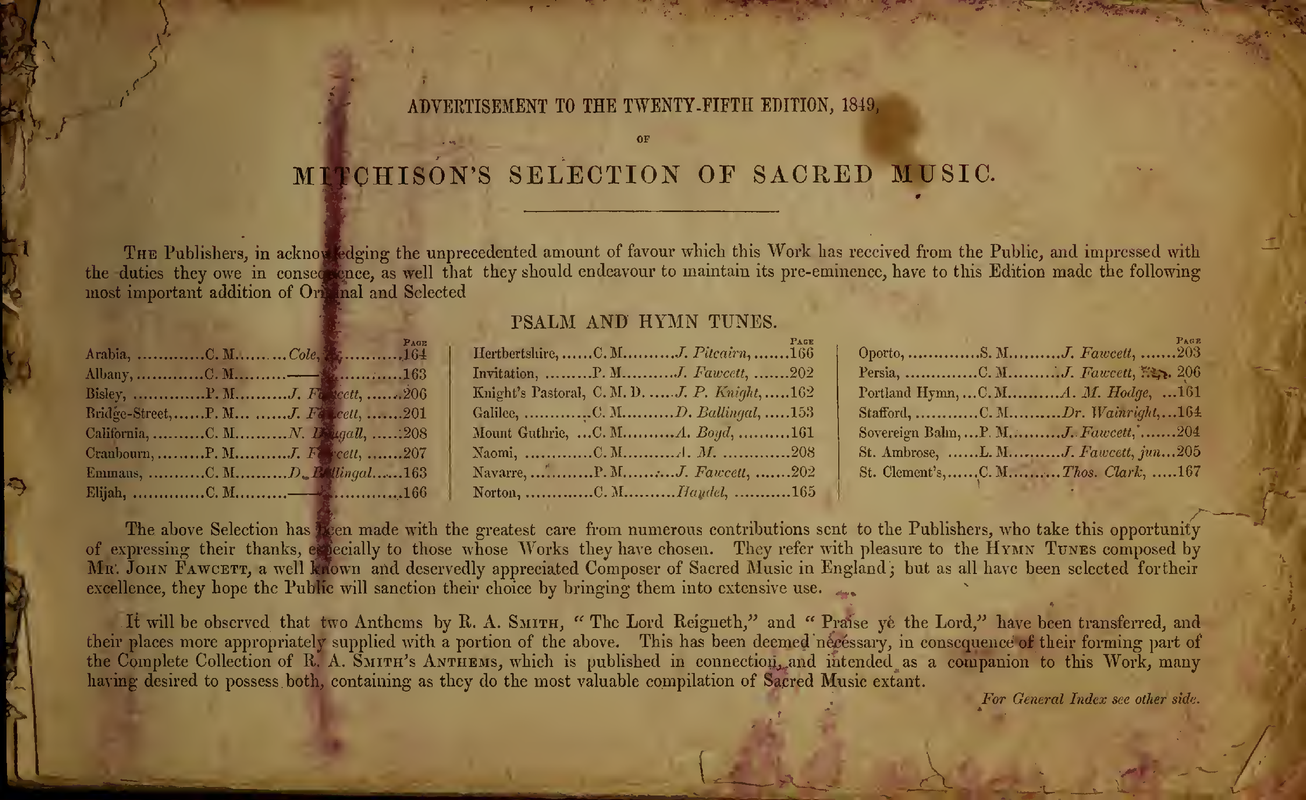 ADVERTISEMENT TO THE TWENTY-FIFTH EDITION, 1849,
OF
MITCHISON'S SELECTION OF SACRED MUSIC.
THE Publishers, in acknowledging the unprecedented amount of favour which this Work has received from the Public, and impressed with
the duties they owe in consequence, as well that they should endeavour to maintain its pre-eminence, have to this Edition made the following
most important addition of Original and Selected
PSALM AND HYMN TUNES.
PAGE
Arabia, ............C. M..........Cole, ............164
Albany, ............C. M.......... ............163
Bisley, ............P. M..........J. Fawcett, .......206
Bridge-Street,......P. M... ......J. Fawcett, ......201
California, .........C. M..........N. Dougall, ......208
Cranbourn,.........P. M..........J. Fawcett, ......207
Emmans, ..........C. M..........D. Ballingal......163
Elijah, ..............C. M.......... ............166
PAGE
Hertbertshire,......C. M..........J. Pitcairn, .......166
Invitation, .........P. M..........J. Fawcett, .......202
Knight's Pastoral, C. M. D. .....J. P. Knight,.....162
Galilee, ............C. M..........D. Ballingal, ......153
Mount Guthrie, ...C. M..........A. Boyd, ...........161
Naomi, ............C. M..........A. M. .............208
Navarre, ...........P. M..........J. Fawcett, .......202
Norton, ............C. M..........Haydel, ...........165
PAGE
Oporto, .............S. M..........J. Fawcett, .......203
Persia, .............C. M..........J. Fawcett, 206
Portland Hymn,...C. M..........A. M. Hodge, ...161
Stafford, ...........C. M..........Dr. Wainright,...164
Sovereign Balm,...P. M..........J. Fawcett,........204
St. Ambrose, ......L. M..........J. Fawcett, jun...205
St. Clement's,......C. M..........Thos. Clark, .....167
The above Selection has been made with the greatest care from numerous contributions sent to the Publishers, who take this opportunity
of expressing their thanks, especially to those whose Works they have chosen. They refer with pleasure to the HYMN TUNES composed by
MR. JOHN FAWCETT, a well known and deservedly appreciated Composer of Sacred Music in England; but as all have been selected for their
excellence, they hope the Public will sanction their choice by bringing them into extensive use.
It will be observed that two Anthems by R. A. SMITH, “ The Lord Reigneth,” and “ Praise ye the Lord,” have been transferred, and
their places more appropriately supplied with a portion of the above. This has been deemed necessary, in consequence of their forming part of
the Complete Collection of R. A. SMITH'S ANTHEMS, which is published in connection, and intended as a companion to this Work, many
having desired to possess both, containing as they do the most valuable compilation of Sacred Music extant.
For General Index see other side.